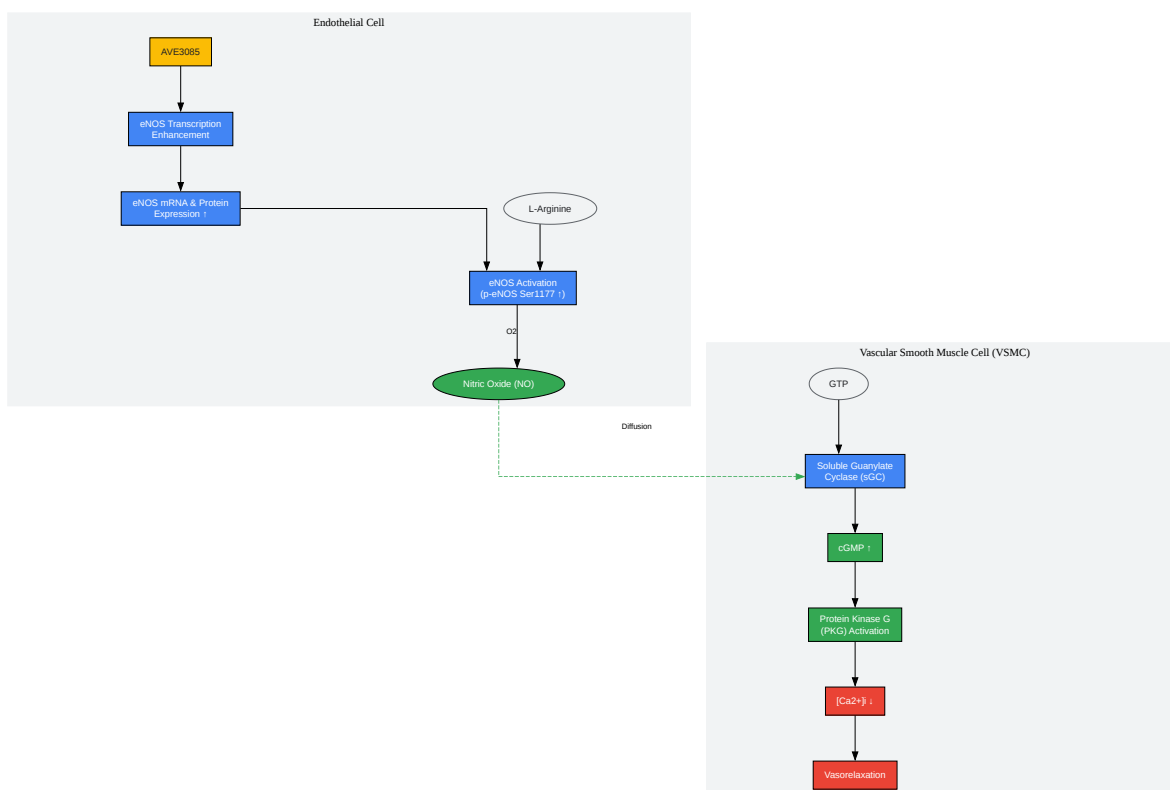 Endothelial Cell
AVE3085
eNOS Transcription
Enhancement
eNOS mRNA & Protein
Expression ↑
L-Arginine
eNOS Activation
(p-eNOS Ser1177 ↑)
O2
Nitric Oxide (NO)
Diffusion
Vascular Smooth Muscle Cell (VSMC)
GTP
Soluble Guanylate
Cyclase (sGC)
cGMP ↑
Protein Kinase G
(PKG) Activation
[Ca2+]i ↓
Vasorelaxation